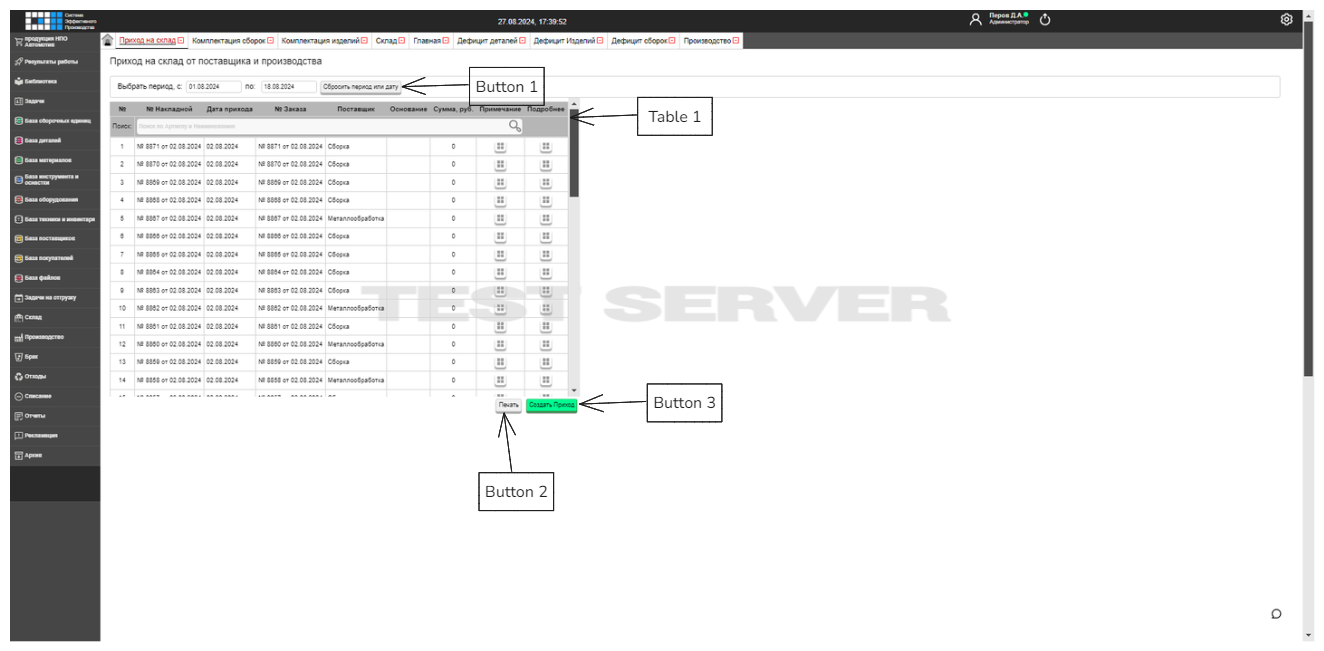 Система
Эффективного
Производства
27.08.2024, 17:39:52
Перов Д.А.
Администратор
продукции НПО
Автоматика
Результаты работы
Библиотека
Задачи
База сборочных единиц
База деталей
База материалов
База инструмента и
оснастки
База оборудования
База техники и инвентаря
База поставщиков
База покупателей
База файлов
Задачи на отгрузку
Склад
Производство
Брак
Отходы
Списание
Отчеты
Рекламации
Архив
Приход на склад Комплектация сборок Комплектация изделий Склад Главная Дефицит деталей Дефицит Изделий Дефицит сборок Производство
Приход на склад от поставщика и производства
Выбрать период, с: 01.08.2024 по: 18.08.2024 Сбросить период или дату
Button 1
Table 1
№ № Накладной Дата прихода № Заказа Поставщик Основание Сумма, руб. Примечание Подробнее
Поиск: Поиск по Артикулу и Наименованию
1 № 8871 от 02.08.2024 02.08.2024 № 8871 от 02.08.2024 Сборка 0
2 № 8870 от 02.08.2024 02.08.2024 № 8870 от 02.08.2024 Сборка 0
3 № 8869 от 02.08.2024 02.08.2024 № 8869 от 02.08.2024 Сборка 0
4 № 8868 от 02.08.2024 02.08.2024 № 8868 от 02.08.2024 Сборка 0
5 № 8867 от 02.08.2024 02.08.2024 № 8867 от 02.08.2024 Металлообработка 0
6 № 8866 от 02.08.2024 02.08.2024 № 8866 от 02.08.2024 Сборка 0
7 № 8865 от 02.08.2024 02.08.2024 № 8865 от 02.08.2024 Сборка 0
8 № 8864 от 02.08.2024 02.08.2024 № 8864 от 02.08.2024 Сборка 0
9 № 8863 от 02.08.2024 02.08.2024 № 8863 от 02.08.2024 Сборка 0
10 № 8862 от 02.08.2024 02.08.2024 № 8862 от 02.08.2024 Металлообработка 0
11 № 8861 от 02.08.2024 02.08.2024 № 8861 от 02.08.2024 Сборка 0
12 № 8860 от 02.08.2024 02.08.2024 № 8860 от 02.08.2024 Металлообработка 0
13 № 8859 от 02.08.2024 02.08.2024 № 8859 от 02.08.2024 Сборка 0
14 № 8858 от 02.08.2024 02.08.2024 № 8858 от 02.08.2024 Металлообработка 0
TEST SERVER
Печать Создать Приход
Button 3
Button 2